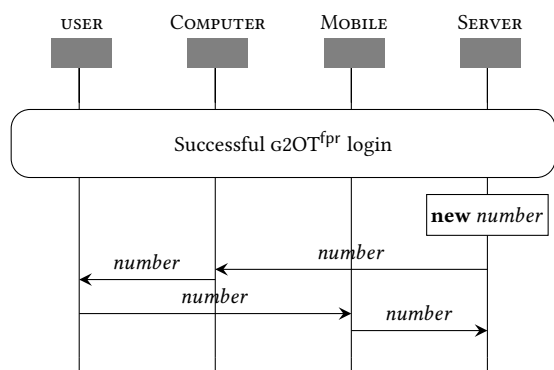 USER COMPUTER MOBILE SERVER
Successful G2OT^fpr login
new number
number
number
number
number